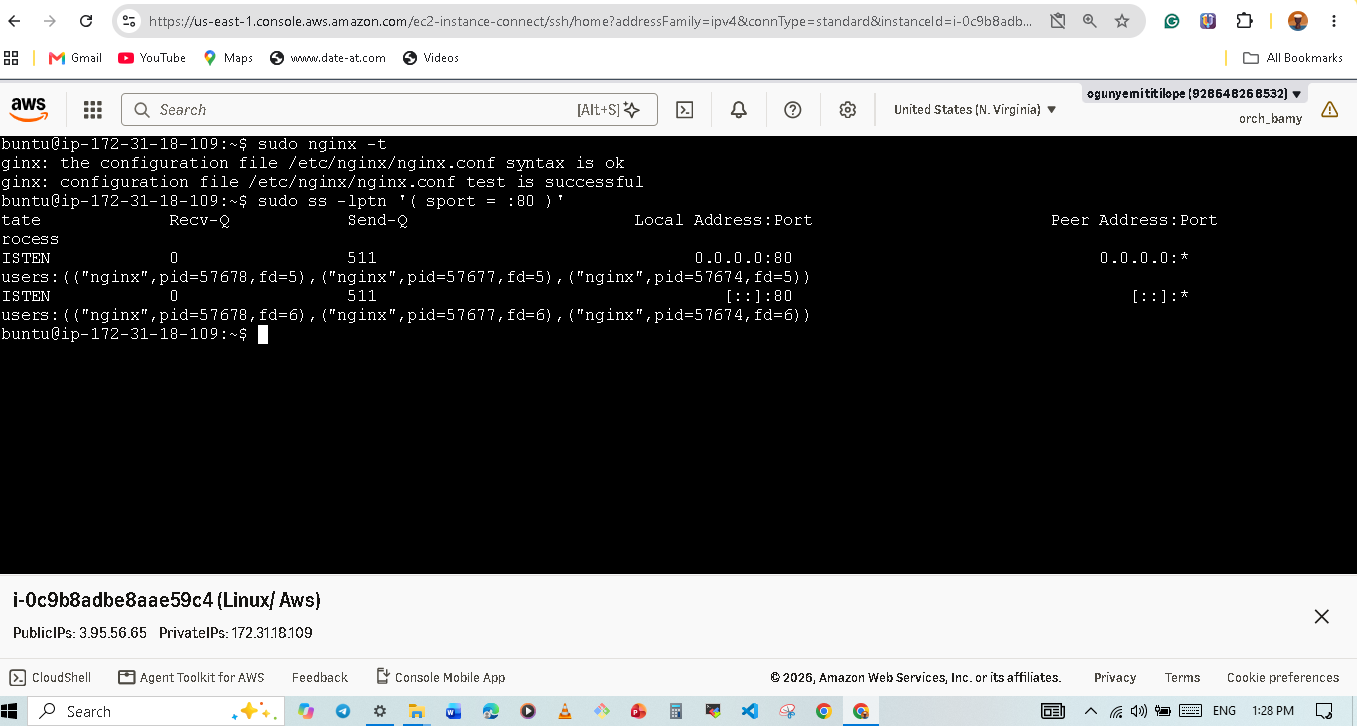 https://us-east-1.console.aws.amazon.com/ec2-instance-connect/ssh/home?addressFamily=ipv4&connType=standard&instanceId=i-0c9b8adb...
Gmail YouTube Maps www.date-at.com Videos All Bookmarks
aws Search [Alt+S] United States (N. Virginia) ogunyemititilope (928648268532)
orch_bamy
buntu@ip-172-31-18-109:~$ sudo nginx -t
ginx: the configuration file /etc/nginx/nginx.conf syntax is ok
ginx: configuration file /etc/nginx/nginx.conf test is successful
buntu@ip-172-31-18-109:~$ sudo ss -lptn '( sport = :80 )'
tate Recv-Q Send-Q Local Address:Port Peer Address:Port
rocess
ISTEN 0 511 0.0.0.0:80 0.0.0.0:*
users:(("nginx",pid=57678,fd=5),("nginx",pid=57677,fd=5),("nginx",pid=57674,fd=5))
ISTEN 0 511 [::]:80 [::]:*
users:(("nginx",pid=57678,fd=6),("nginx",pid=57677,fd=6),("nginx",pid=57674,fd=6))
buntu@ip-172-31-18-109:~$
i-0c9b8adbe8aae59c4 (Linux/ Aws)
PublicIPs: 3.95.56.65 PrivateIPs: 172.31.18.109
CloudShell Agent Toolkit for AWS Feedback Console Mobile App © 2026, Amazon Web Services, Inc. or its affiliates. Privacy Terms Cookie preferences
Search ENG 1:28 PM